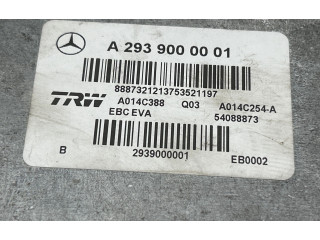 A 293 900 00 01
8887321213753521197
TRW A014C388 Q03 A014C254-A
EBC EVA 54088873
B 2939000001 EB0002